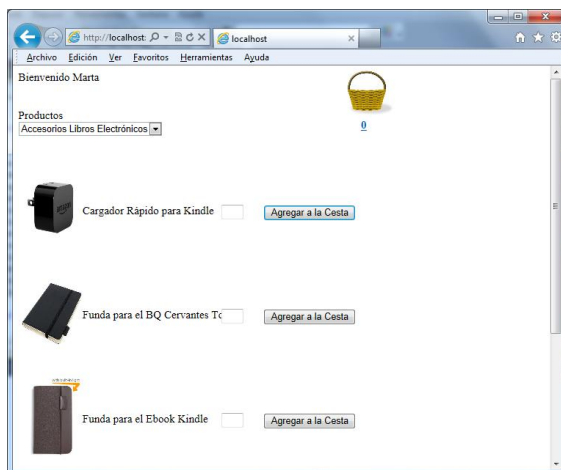 http://localhost:
localhost
Archivo Edición Ver Favoritos Herramientas Ayuda
Bienvenido Marta
0
Productos
Accesorios Libros Electrónicos
Cargador Rápido para Kindle
Agregar a la Cesta
Funda para el BQ Cervantes To
Agregar a la Cesta
Funda para el Ebook Kindle
Agregar a la Cesta